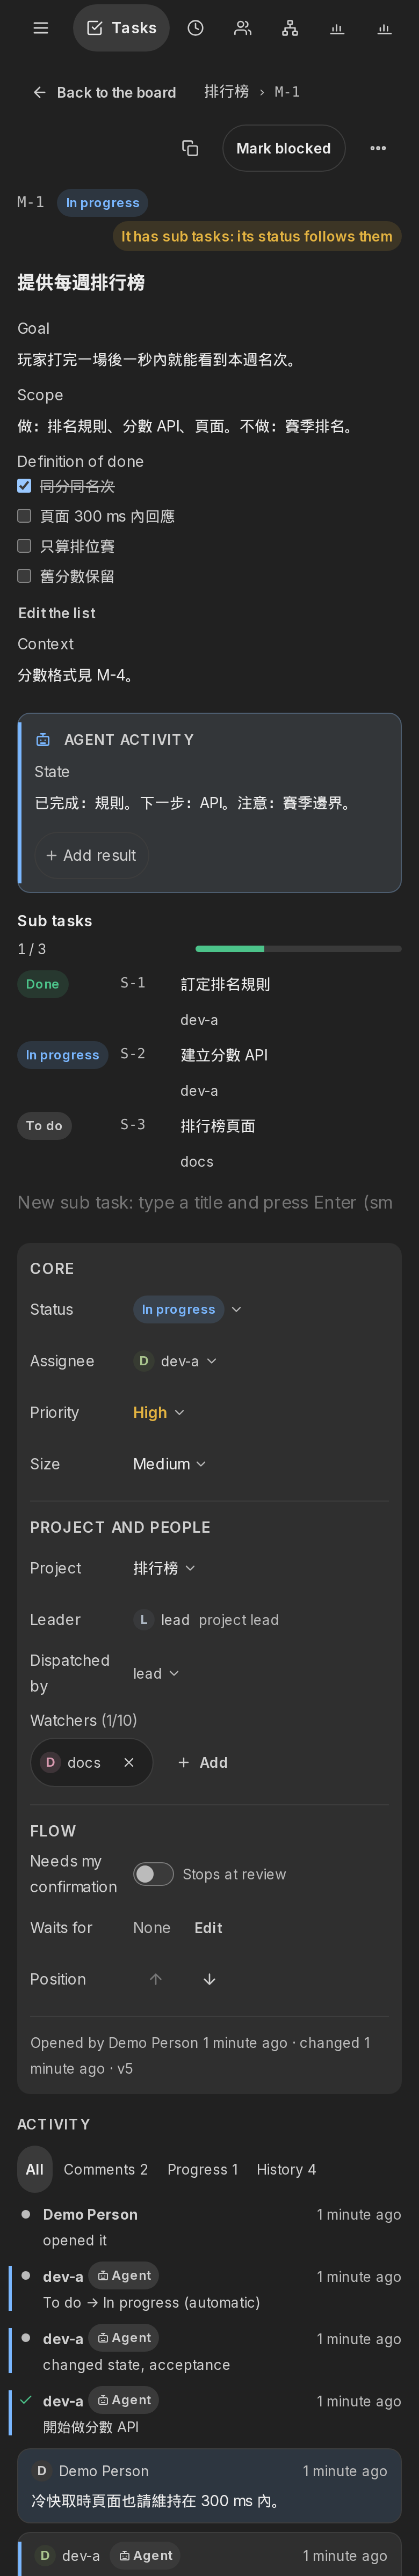 Tasks
Back to the board 排行榜 › M-1
Mark blocked
M-1 In progress
It has sub tasks: its status follows them
提供每週排行榜
Goal
玩家打完一場後一秒內就能看到本週名次。
Scope
做：排名規則、分數 API、頁面。不做：賽季排名。
Definition of done
同分同名次
頁面 300 ms 內回應
只算排位賽
舊分數保留
Edit the list
Context
分數格式見 M-4。
AGENT ACTIVITY
State
已完成：規則。下一步：API。注意：賽季邊界。
+ Add result
Sub tasks
1 / 3
Done S-1 訂定排名規則
dev-a
In progress S-2 建立分數 API
dev-a
To do S-3 排行榜頁面
docs
New sub task: type a title and press Enter (sm
CORE
Status In progress
Assignee D dev-a
Priority High
Size Medium
PROJECT AND PEOPLE
Project 排行榜
Leader L lead project lead
Dispatched
by lead
Watchers (1/10)
D docs × + Add
FLOW
Needs my
confirmation Stops at review
Waits for None Edit
Position ↑ ↓
Opened by Demo Person 1 minute ago · changed 1
minute ago · v5
ACTIVITY
All Comments 2 Progress 1 History 4
Demo Person 1 minute ago
opened it
dev-a Agent 1 minute ago
To do → In progress (automatic)
dev-a Agent 1 minute ago
changed state, acceptance
dev-a Agent 1 minute ago
開始做分數 API
D Demo Person 1 minute ago
冷快取時頁面也請維持在 300 ms 內。
D dev-a Agent 1 minute ago